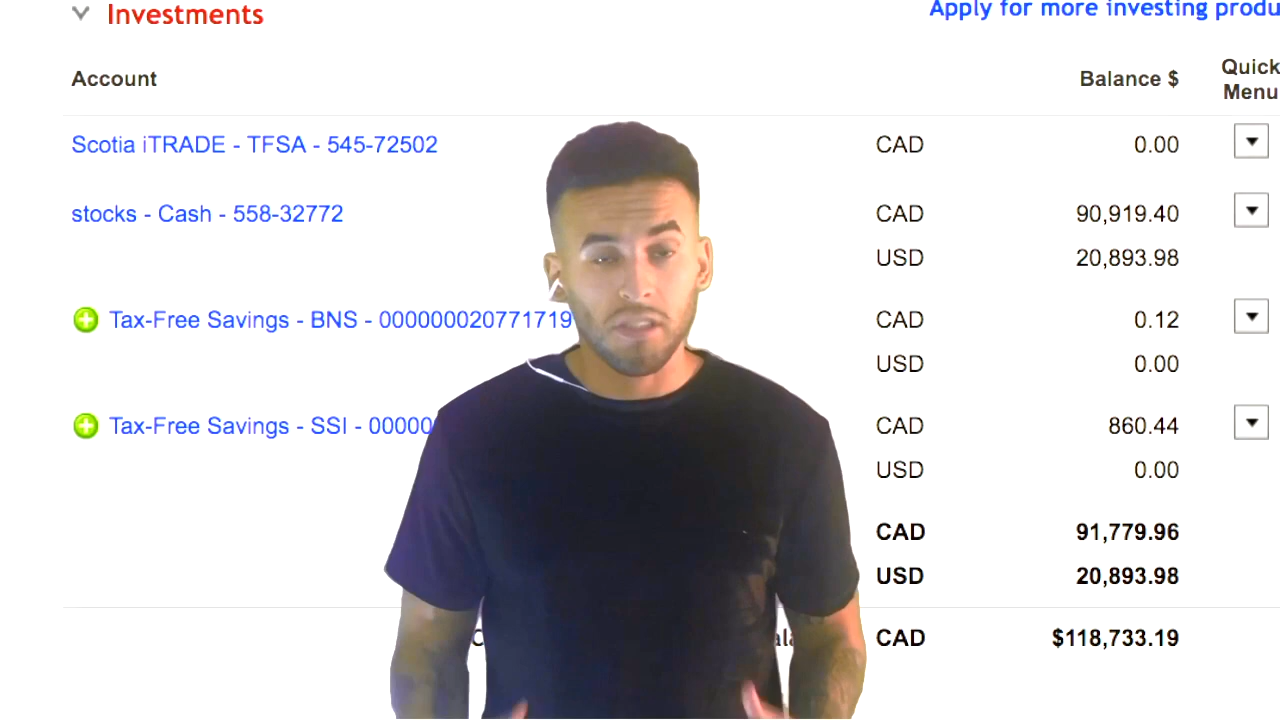 Investments
Apply for more investing produ
Account
Balance $
Quick
Menu
Scotia iTRADE - TFSA - 545-72502
CAD
0.00
stocks - Cash - 558-32772
CAD
90,919.40
USD
20,893.98
Tax-Free Savings - BNS - 000000020771719
CAD
0.12
USD
0.00
Tax-Free Savings - SSI - 00000
CAD
860.44
USD
0.00
CAD
91,779.96
USD
20,893.98
CAD
$118,733.19